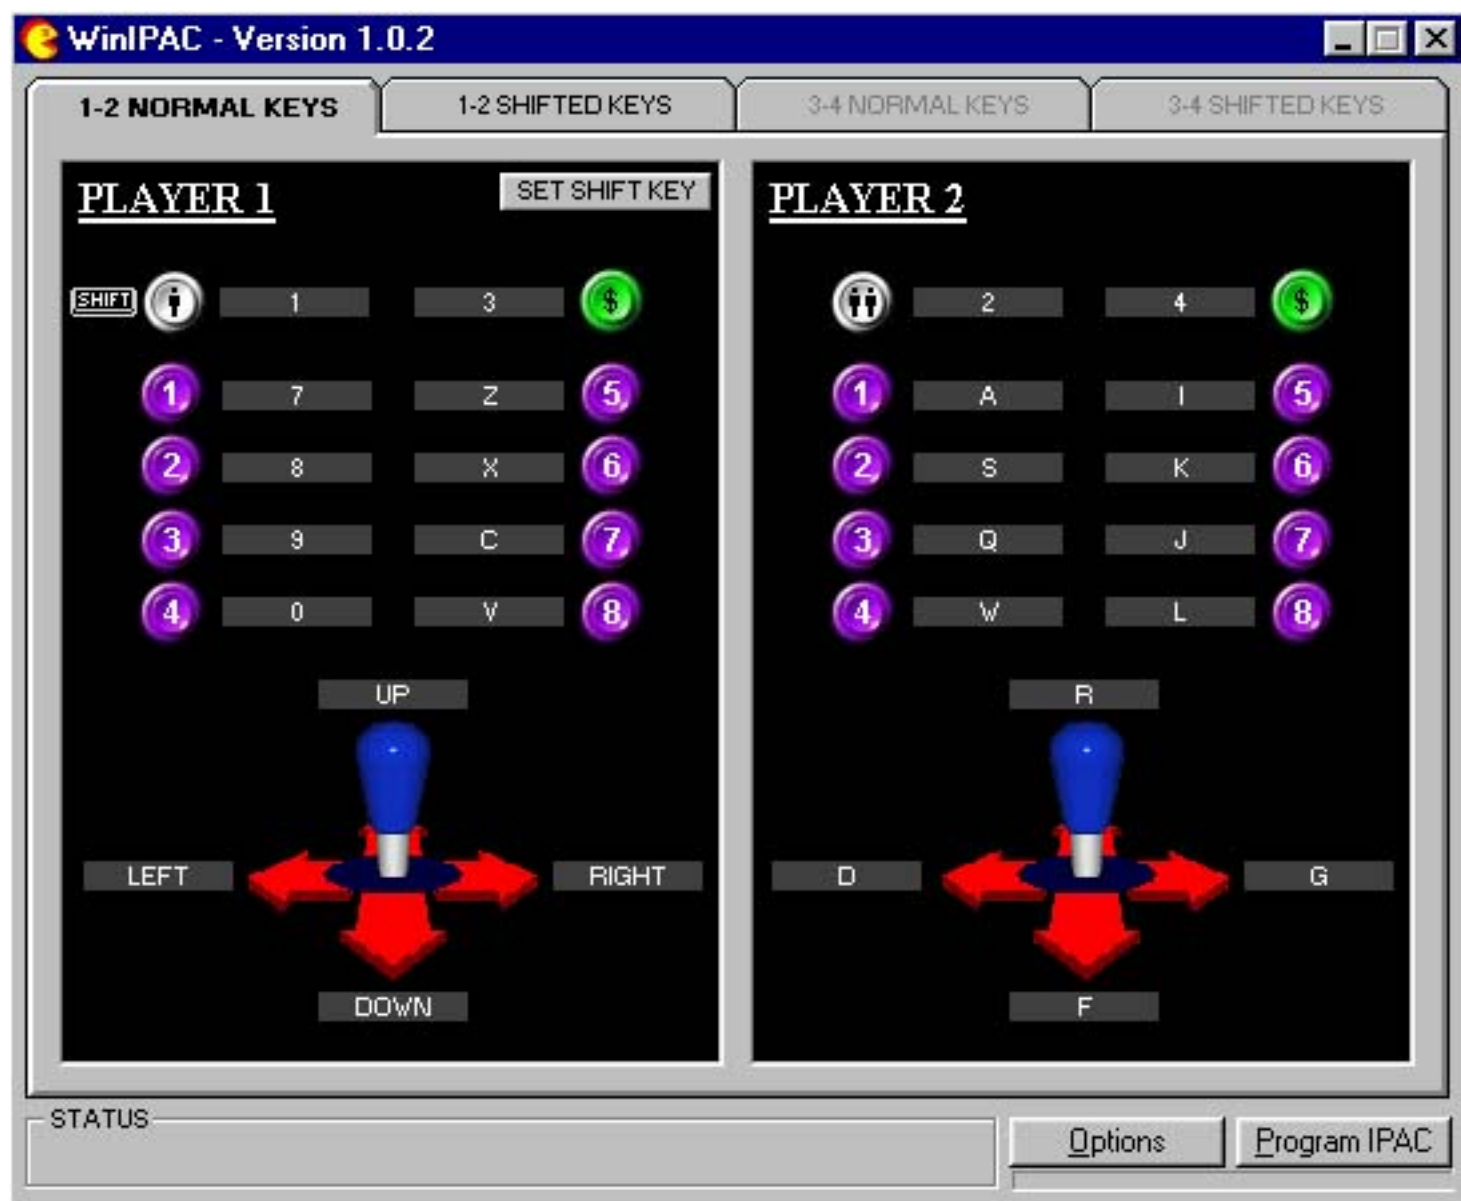 WinIPAC - Version 1.0.2
1-2 NORMAL KEYS 1-2 SHIFTED KEYS 3-4 NORMAL KEYS 3-4 SHIFTED KEYS
PLAYER 1 SET SHIFT KEY
SHIFT 1 3 $
1 7 Z 5
2 8 X 6
3 9 C 7
4 0 V 8
UP
LEFT RIGHT
DOWN
PLAYER 2
2 4 $
1 A I 5
2 S K 6
3 Q J 7
4 W L 8
R
D G
F
STATUS
Options Program IPAC